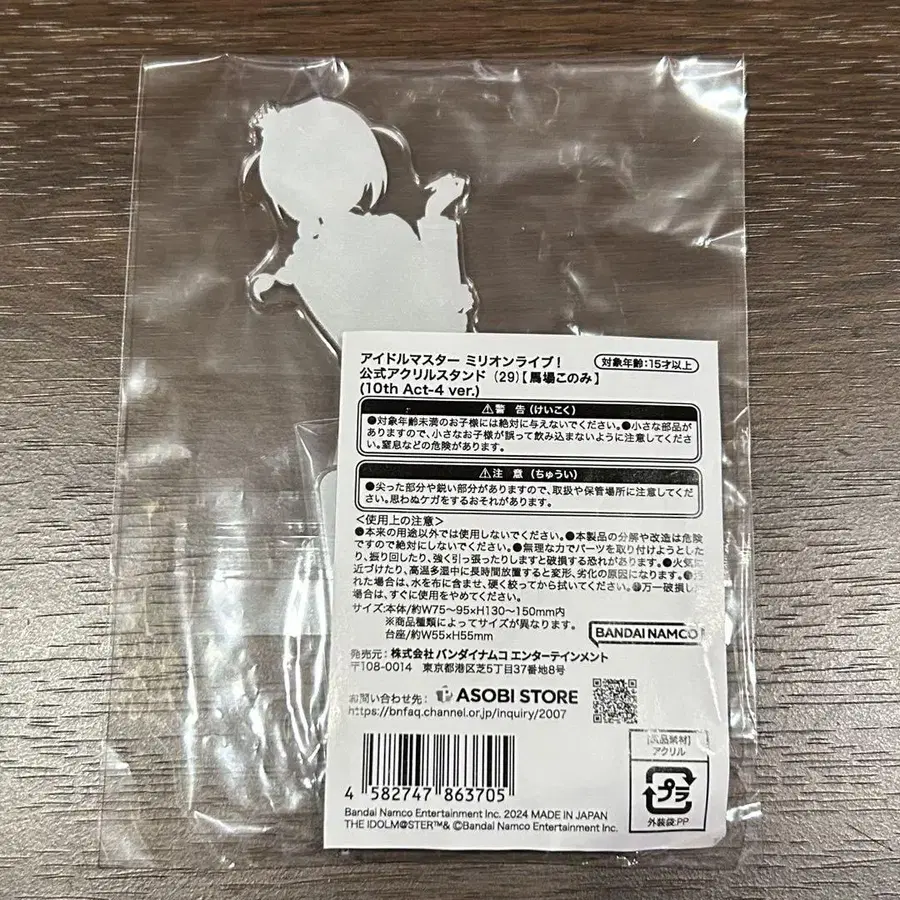 アイドルマスター ミリオンライブ！
対象年齢:15才以上
公式アクリルスタンド（29）【馬場このみ】
(10th Act-4 ver.)
⚠警 告（けいこく）
●対象年齢未満のお子様には絶対に与えないでください。●小さな部品が
ありますので、小さなお子様が誤って飲み込まないように注意してくだ
さい。窒息などの危険があります。
⚠注 意（ちゅうい）
●尖った部分や鋭い部分がありますので、取扱や保管場所に注意してくだ
さい。思わぬケガをするおそれがあります。
＜使用上の注意＞
●本来の用途以外では使用しないでください。●本製品の分解や改造は危険
ですので絶対にしないでください。●無理な力でパーツを取り付けようとした
り、振り回したり、強く引っ張ったりしますと破損する恐れがあります。●火気に
近づけたり、高温多湿中に長時間放置すると変形、劣化の原因になります。●汚
れた場合は、水を布に含ませ、硬く絞ってから拭いてください。●万一破損し
場合は、すぐに使用をやめてください。
サイズ:本体/約W75～95×H130～150mm内
※商品種類によってサイズが異なります。
台座/約W55×H55mm
BANDAI NAMCO
発売元：株式会社 バンダイナムコ エンターテインメント
〒108-0014 東京都港区芝5丁目37番地8号
お問い合わせ先：ASOBI STORE
https://bnfaq.channel.or.jp/inquiry/2007
4 582747 863705
【商品素材】
アクリル
プラ
外装袋:PP
Bandai Namco Entertainment Inc. 2024 MADE IN JAPAN
THE IDOLM@STER™& ©Bandai Namco Entertainment Inc.